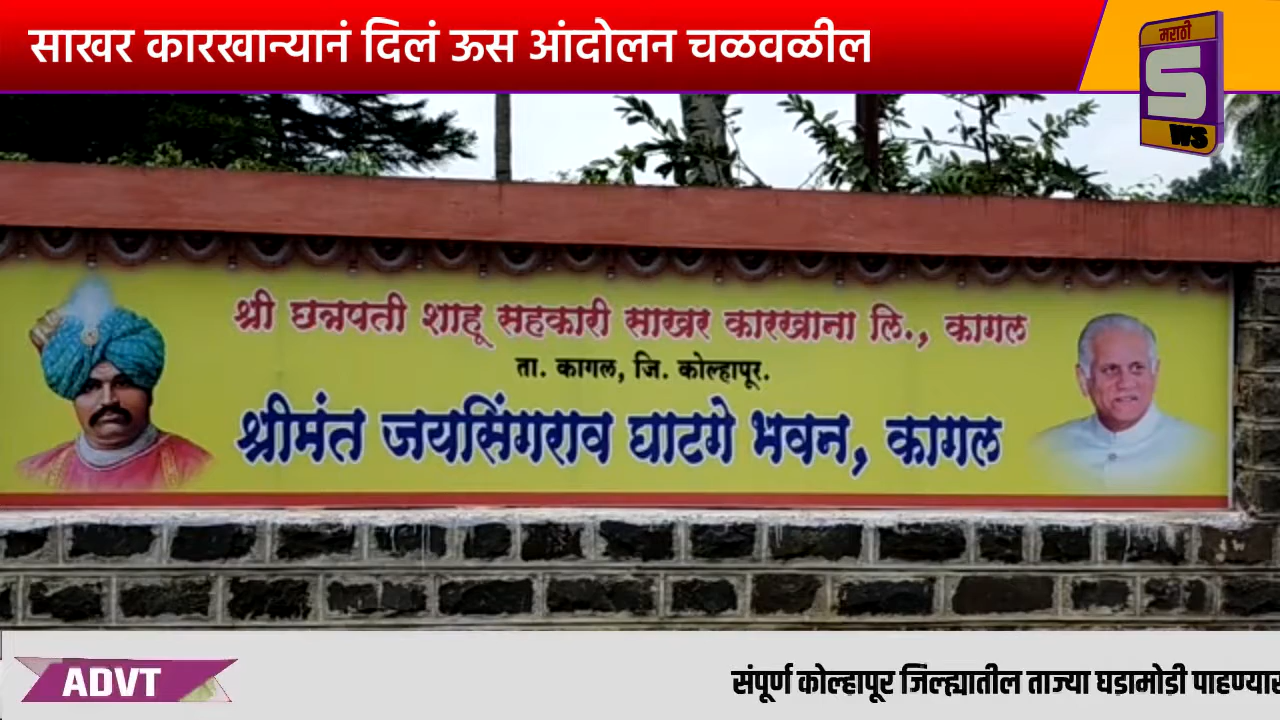 साखर कारखान्यानं दिलं ऊस आंदोलन चळवळील
मराठी
S
WS
श्री छत्रपती शाहू सहकारी साखर कारखाना लि., कागल
ता. कागल, जि. कोल्हापूर.
श्रीमंत जयसिंगराव घाटगे भवन, कागल
ADVT
संपूर्ण कोल्हापूर जिल्ह्यातील ताज्या घडामोडी